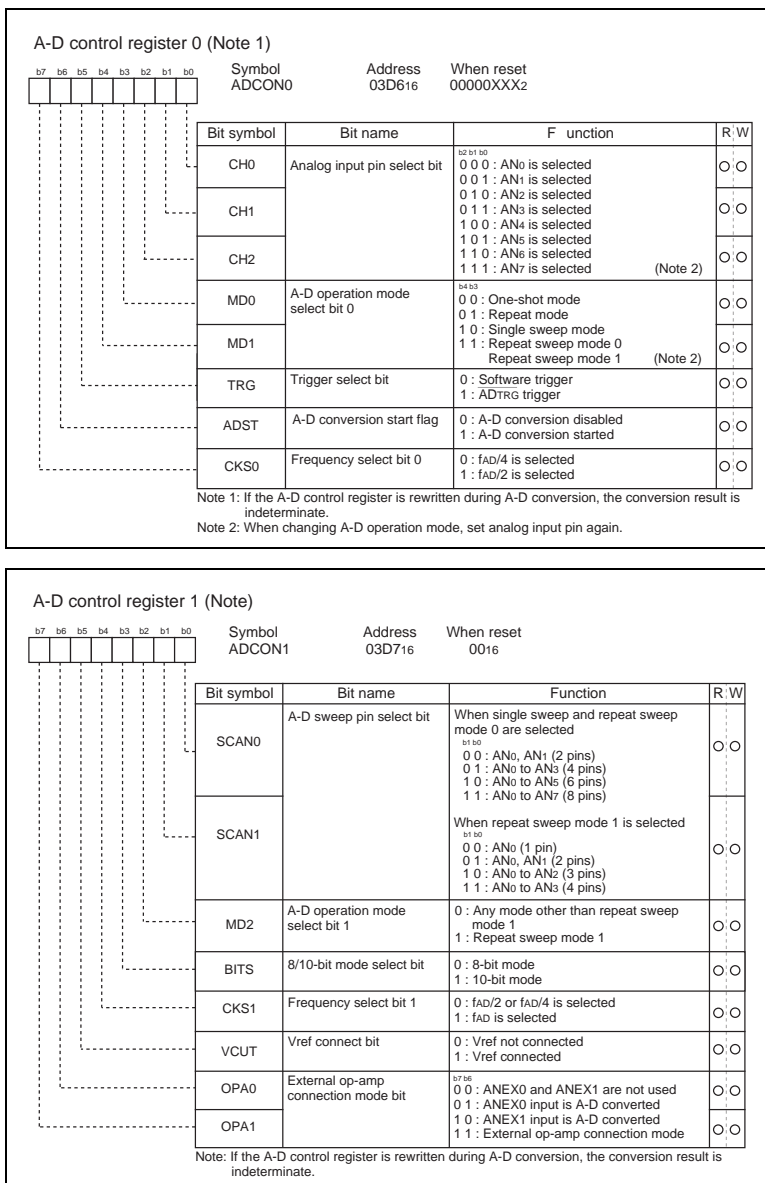 A-D control register 0 (Note 1)
b7 b6 b5 b4 b3 b2 b1 b0
Symbol Address When reset
ADCON0 03D616 00000XXX2
Bit symbol Bit name F unction R W
CH0 Analog input pin select bit
b2 b1 b0
0 0 0 : AN0 is selected
0 0 1 : AN1 is selected
0 1 0 : AN2 is selected
0 1 1 : AN3 is selected
1 0 0 : AN4 is selected
1 0 1 : AN5 is selected
1 1 0 : AN6 is selected
1 1 1 : AN7 is selected (Note 2)
CH1
CH2
MD0 A-D operation mode
select bit 0
b4 b3
0 0 : One-shot mode
0 1 : Repeat mode
1 0 : Single sweep mode
1 1 : Repeat sweep mode 0
Repeat sweep mode 1 (Note 2)
MD1
TRG Trigger select bit 0 : Software trigger
1 : ADTRG trigger
ADST A-D conversion start flag 0 : A-D conversion disabled
1 : A-D conversion started
CKS0 Frequency select bit 0 0 : fAD/4 is selected
1 : fAD/2 is selected
Note 1: If the A-D control register is rewritten during A-D conversion, the conversion result is
indeterminate.
Note 2: When changing A-D operation mode, set analog input pin again.
A-D control register 1 (Note)
b7 b6 b5 b4 b3 b2 b1 b0
Symbol Address When reset
ADCON1 03D716 0016
Bit symbol Bit name Function R W
SCAN0 A-D sweep pin select bit
When single sweep and repeat sweep
mode 0 are selected
b1 b0
0 0 : AN0, AN1 (2 pins)
0 1 : AN0 to AN3 (4 pins)
1 0 : AN0 to AN5 (6 pins)
1 1 : AN0 to AN7 (8 pins)
SCAN1
When repeat sweep mode 1 is selected
b1 b0
0 0 : AN0 (1 pin)
0 1 : AN0, AN1 (2 pins)
1 0 : AN0 to AN2 (3 pins)
1 1 : AN0 to AN3 (4 pins)
MD2 A-D operation mode
select bit 1
0 : Any mode other than repeat sweep
mode 1
1 : Repeat sweep mode 1
BITS 8/10-bit mode select bit 0 : 8-bit mode
1 : 10-bit mode
CKS1 Frequency select bit 1 0 : fAD/2 or fAD/4 is selected
1 : fAD is selected
VCUT Vref connect bit 0 : Vref not connected
1 : Vref connected
OPA0 External op-amp
connection mode bit
b7 b6
0 0 : ANEX0 and ANEX1 are not used
0 1 : ANEX0 input is A-D converted
1 0 : ANEX1 input is A-D converted
1 1 : External op-amp connection mode
OPA1
Note: If the A-D control register is rewritten during A-D conversion, the conversion result is
indeterminate.